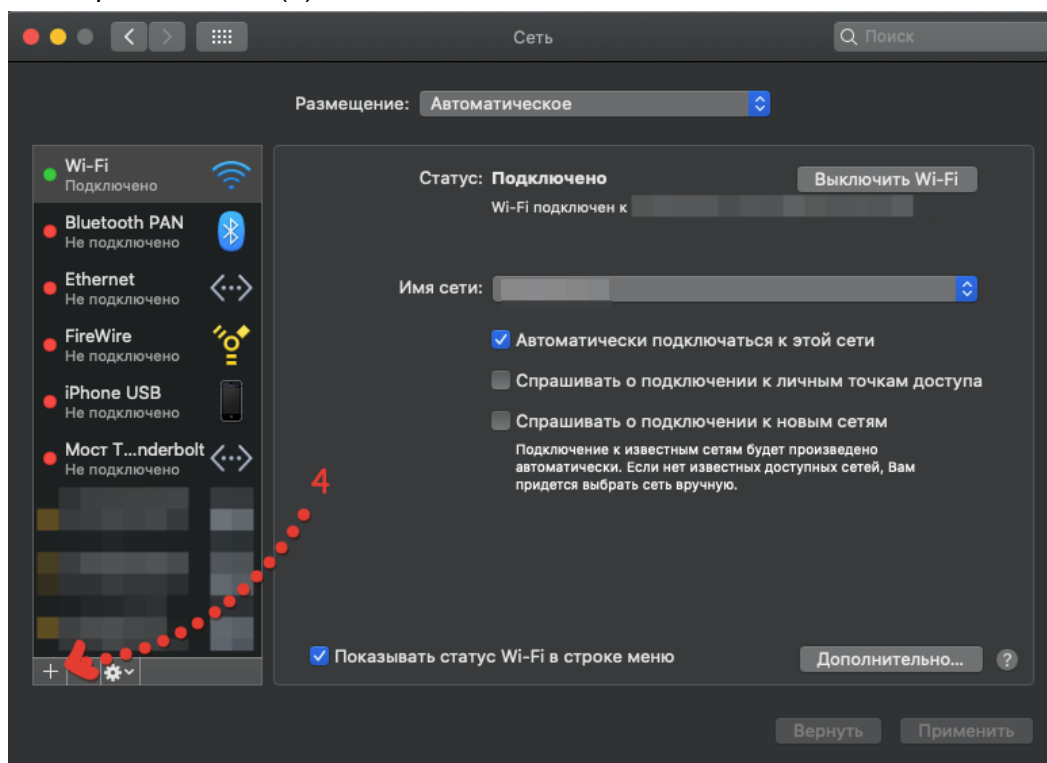 Сеть
Поиск
Размещение: Автоматическое
Wi-Fi
Подключено
Bluetooth PAN
Не подключено
Ethernet
Не подключено
FireWire
Не подключено
iPhone USB
Не подключено
Мост T...nderbolt
Не подключено
Статус: Подключено
Выключить Wi-Fi
Wi-Fi подключен к
Имя сети:
Автоматически подключаться к этой сети
Спрашивать о подключении к личным точкам доступа
Спрашивать о подключении к новым сетям
Подключение к известным сетям будет произведено
автоматически. Если нет известных доступных сетей, Вам
придется выбрать сеть вручную.
4
Показывать статус Wi-Fi в строке меню
Дополнительно... ?
Вернуть
Применить